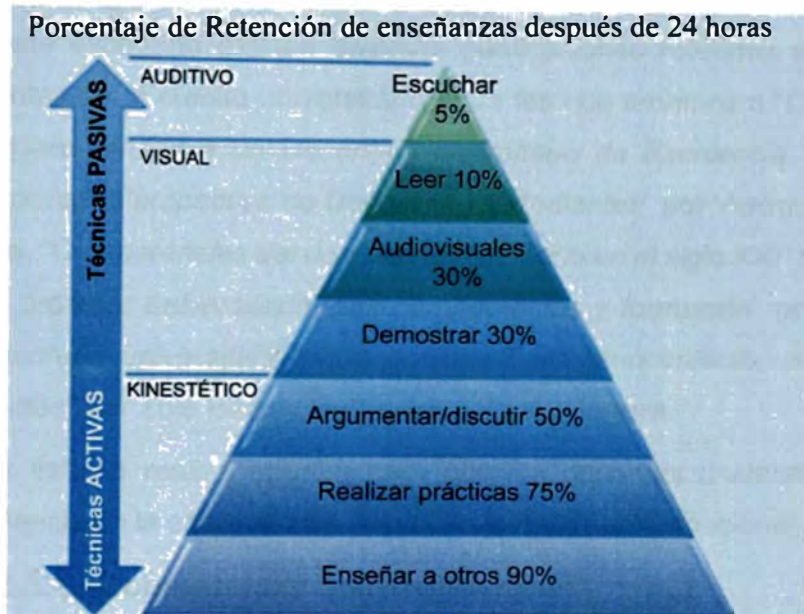 Porcentaje de Retención de enseñanzas después de 24 horas
AUDITIVO
Escuchar
5%
VISUAL
Leer 10%
Audiovisuales
30%
Demostrar 30%
KINESTÉTICO
Argumentar/discutir 50%
Realizar prácticas 75%
Enseñar a otros 90%
Técnicas PASIVAS
Técnicas ACTIVAS